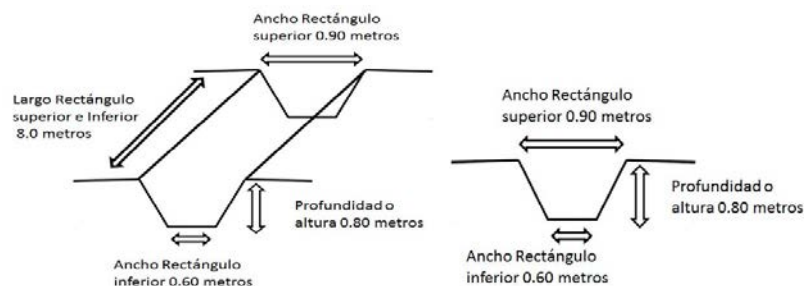 Ancho Rectángulo
superior 0.90 metros
Largo Rectángulo
superior e Inferior
8.0 metros
Profundidad o
altura 0.80 metros
Ancho Rectángulo
inferior 0.60 metros
Ancho Rectángulo
superior 0.90 metros
Profundidad o
altura 0.80 metros
Ancho Rectángulo
inferior 0.60 metros